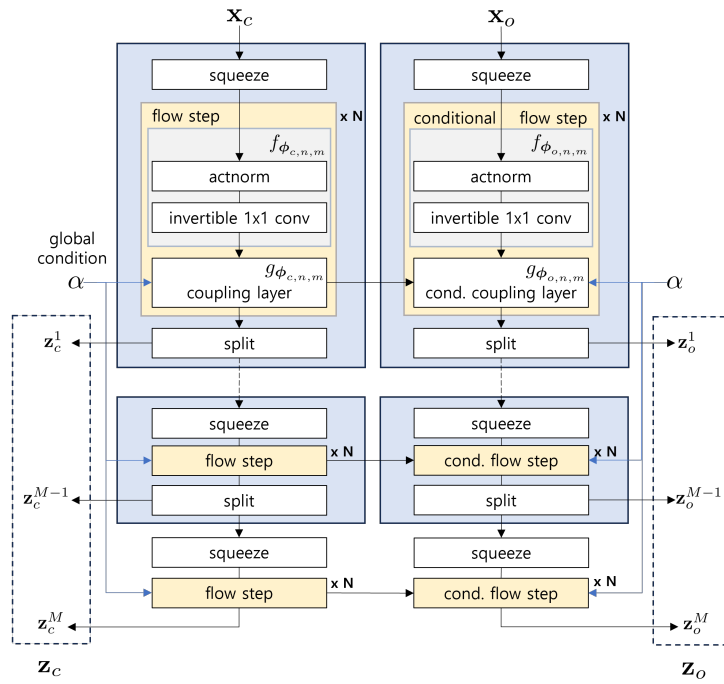 𝐱_c 𝐱_o
squeeze squeeze
flow step x N conditional flow step x N
f_{ϕ_{c,n,m}} f_{ϕ_{o,n,m}}
actnorm actnorm
invertible 1x1 conv invertible 1x1 conv
global
condition
α g_{ϕ_{c,n,m}} g_{ϕ_{o,n,m}} α
coupling layer cond. coupling layer
𝐳_c^1 split split 𝐳_o^1
squeeze squeeze
flow step x N cond. flow step x N
𝐳_c^{M−1} split split 𝐳_o^{M−1}
squeeze squeeze
flow step x N cond. flow step x N
𝐳_c^M 𝐳_o^M
𝐳_c 𝐳_o